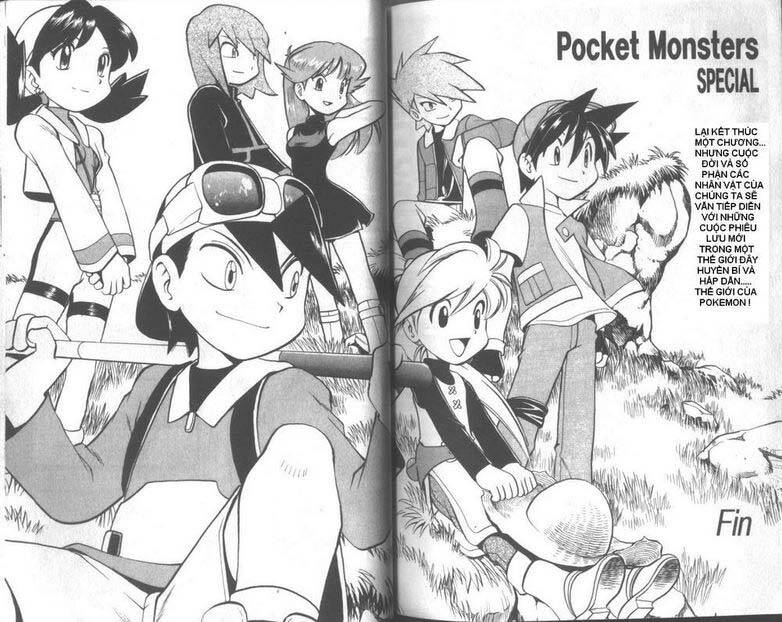 Pocket Monsters
SPECIAL
LẠI KẾT THÚC
MỘT CHƯƠNG...
NHƯNG CUỘC
ĐỜI VÀ SỐ
PHẬN CÁC
NHÂN VẬT CỦA
CHÚNG TA SẼ
VẪN TIẾP DIỄN
VỚI NHỮNG
CUỘC PHIÊU
LƯU MỚI
TRONG MỘT
THẾ GIỚI ĐẦY
HUYỀN BÍ VÀ
HẤP DẪN.....
THẾ GIỚI CỦA
POKEMON !
Fin